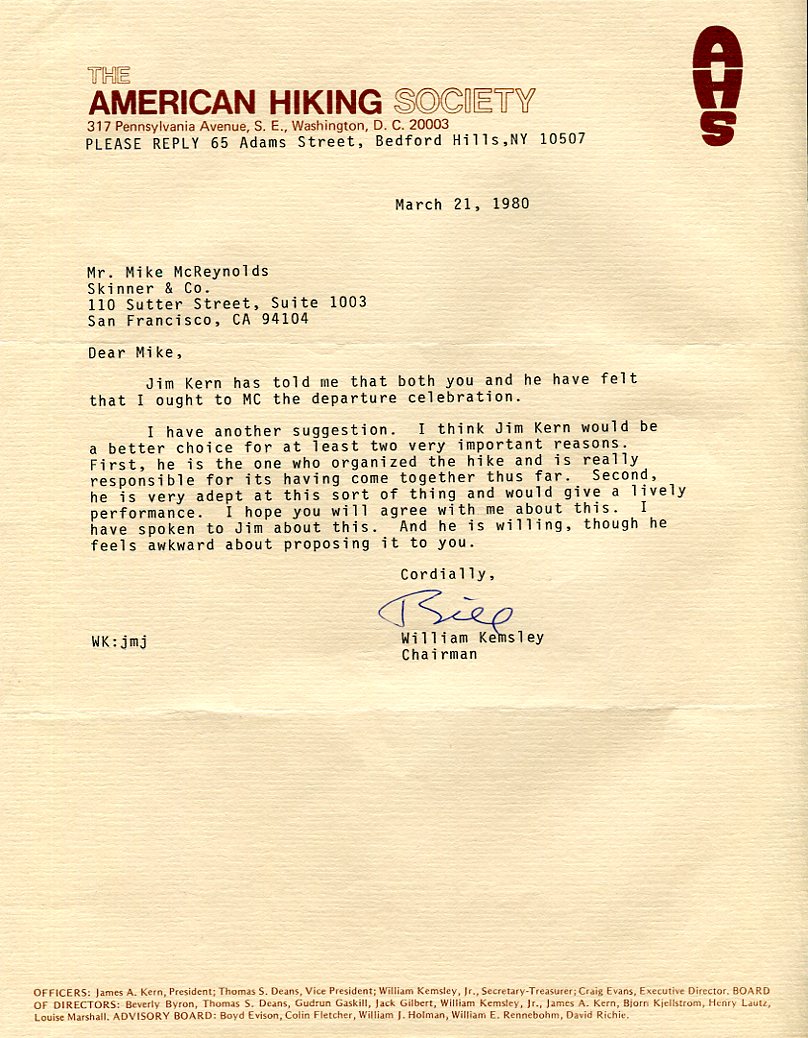 THE
AMERICAN HIKING SOCIETY
317 Pennsylvania Avenue, S. E., Washington, D. C. 20003
PLEASE REPLY 65 Adams Street, Bedford Hills,NY 10507
AHS
March 21, 1980
Mr. Mike McReynolds
Skinner & Co.
110 Sutter Street, Suite 1003
San Francisco, CA 94104
Dear Mike,
Jim Kern has told me that both you and he have felt
that I ought to MC the departure celebration.
I have another suggestion. I think Jim Kern would be
a better choice for at least two very important reasons.
First, he is the one who organized the hike and is really
responsible for its having come together thus far. Second,
he is very adept at this sort of thing and would give a lively
performance. I hope you will agree with me about this. I
have spoken to Jim about this. And he is willing, though he
feels awkward about proposing it to you.
Cordially,
Bill
William Kemsley
Chairman
WK:jmj
OFFICERS: James A. Kern, President; Thomas S. Deans, Vice President; William Kemsley, Jr., Secretary-Treasurer; Craig Evans, Executive Director. BOARD
OF DIRECTORS: Beverly Byron, Thomas S. Deans, Gudrun Gaskill, Jack Gilbert, William Kemsley, Jr., James A. Kern, Bjorn Kjellstrom, Henry Lautz,
Louise Marshall. ADVISORY BOARD: Boyd Evison, Colin Fletcher, William J. Holman, William E. Rennebohm, David Richie.